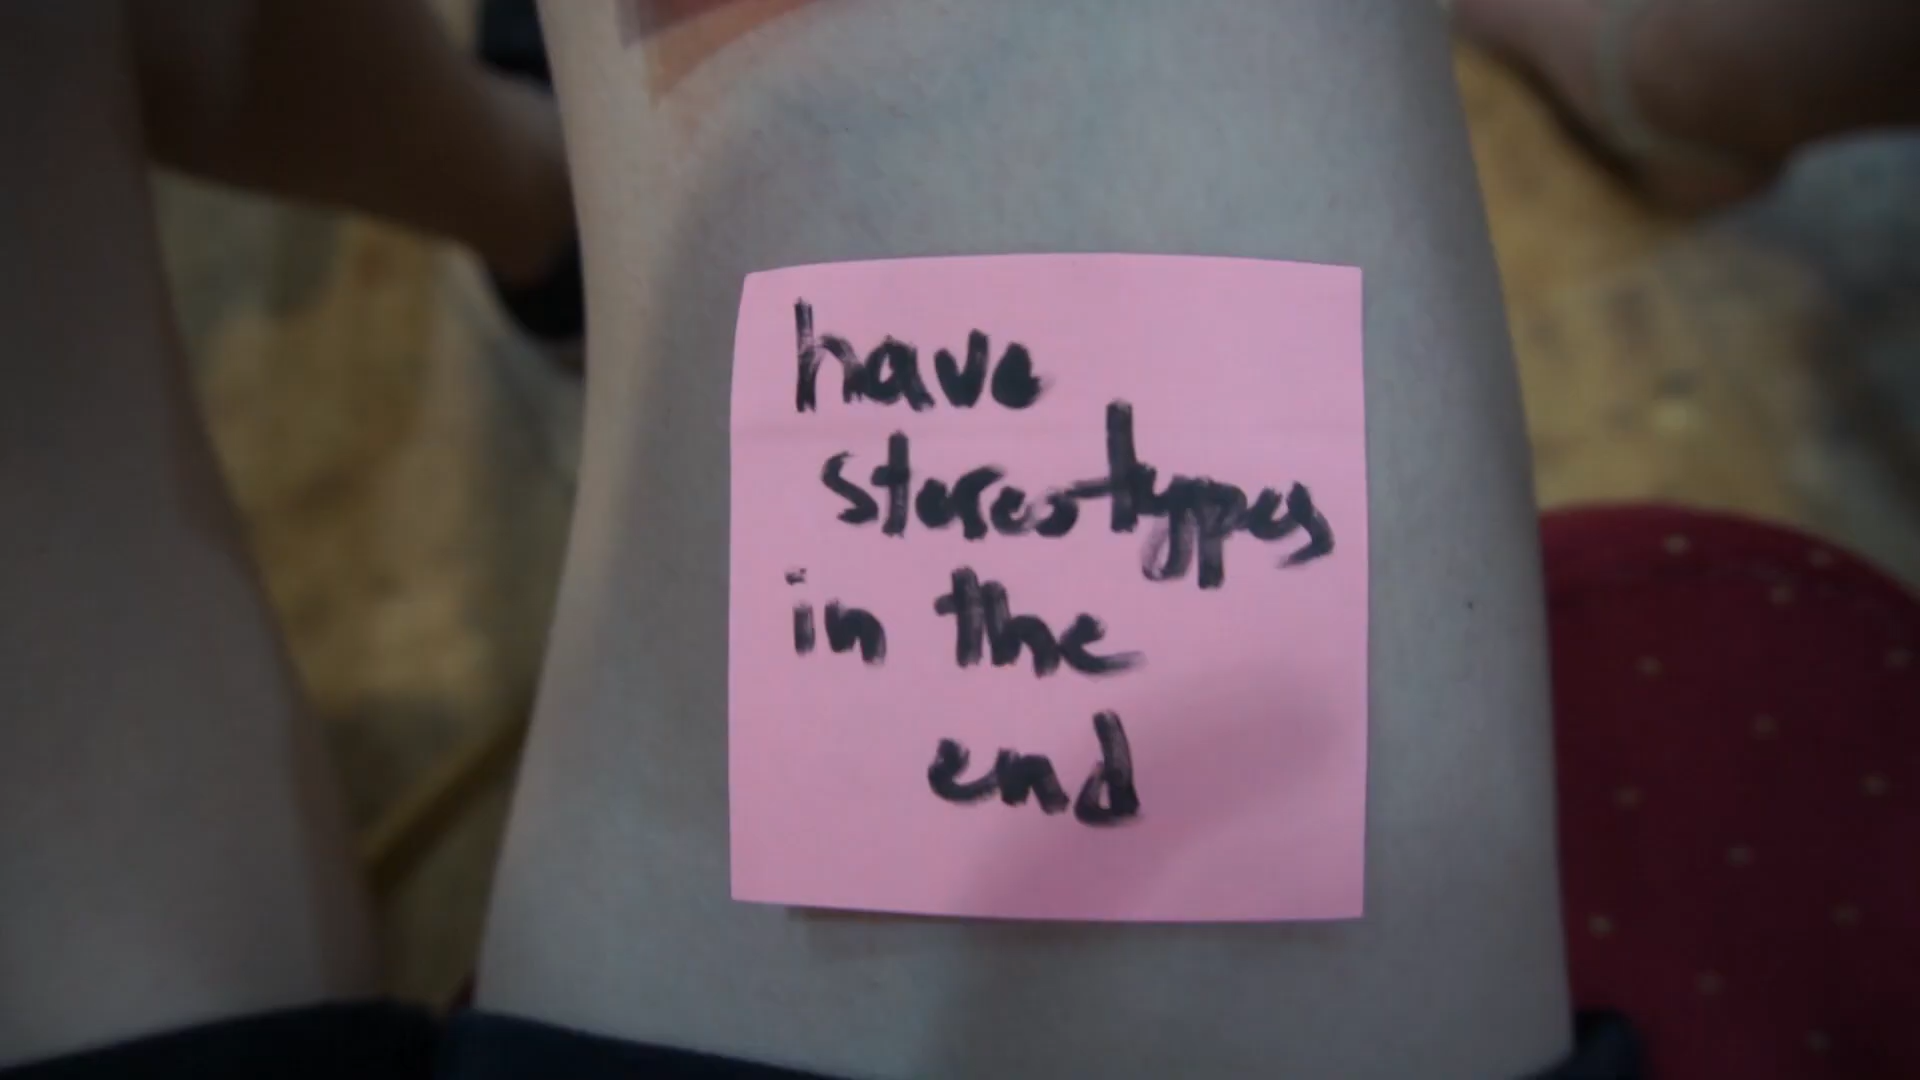 have
stereotypes
in the
end